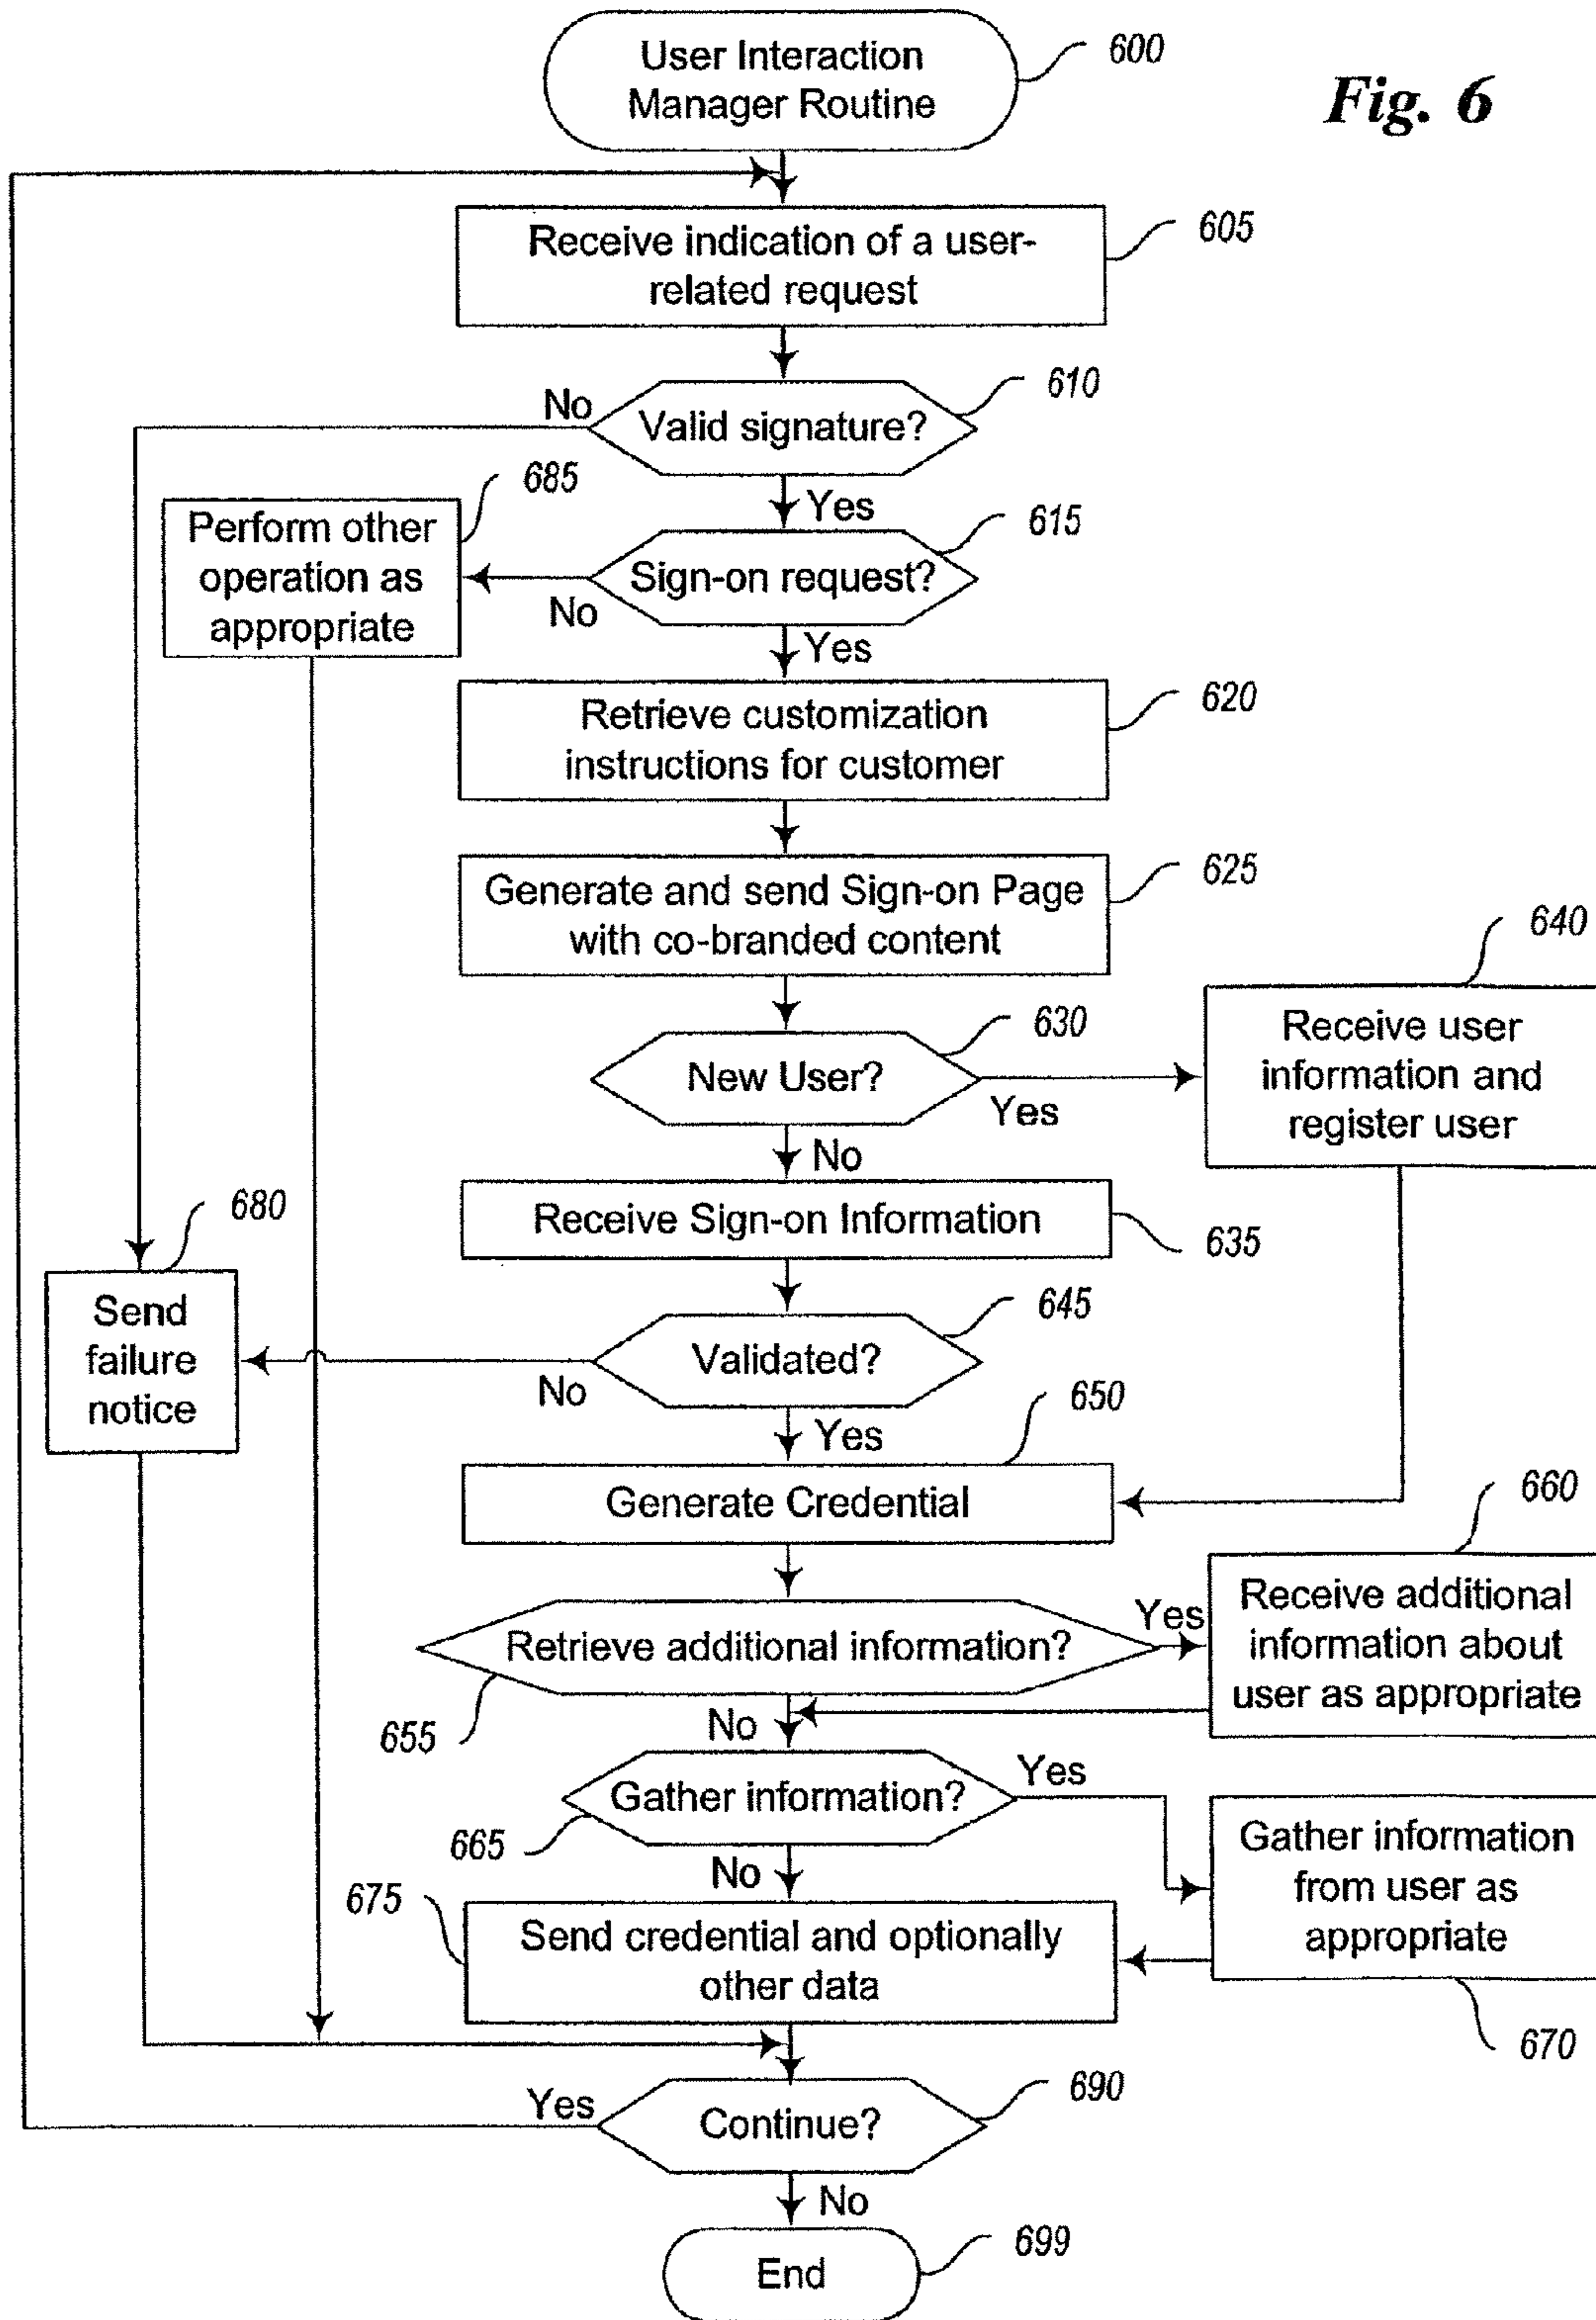 User Interaction
Manager Routine
600
Fig. 6
Receive indication of a user-
related request
605
Valid signature?
610
No
Yes
685
Perform other
operation as
appropriate
Sign-on request?
615
No
Yes
Retrieve customization
instructions for customer
620
Generate and send Sign-on Page
with co-branded content
625
New User?
630
Yes
No
640
Receive user
information and
register user
Receive Sign-on Information
635
680
Send
failure
notice
Validated?
645
No
Yes
650
Generate Credential
660
Retrieve additional information?
Yes
655
No
Receive additional
information about
user as appropriate
Gather information?
Yes
665
No
Gather information
from user as
appropriate
670
675
Send credential and optionally
other data
Continue?
690
Yes
No
End
699